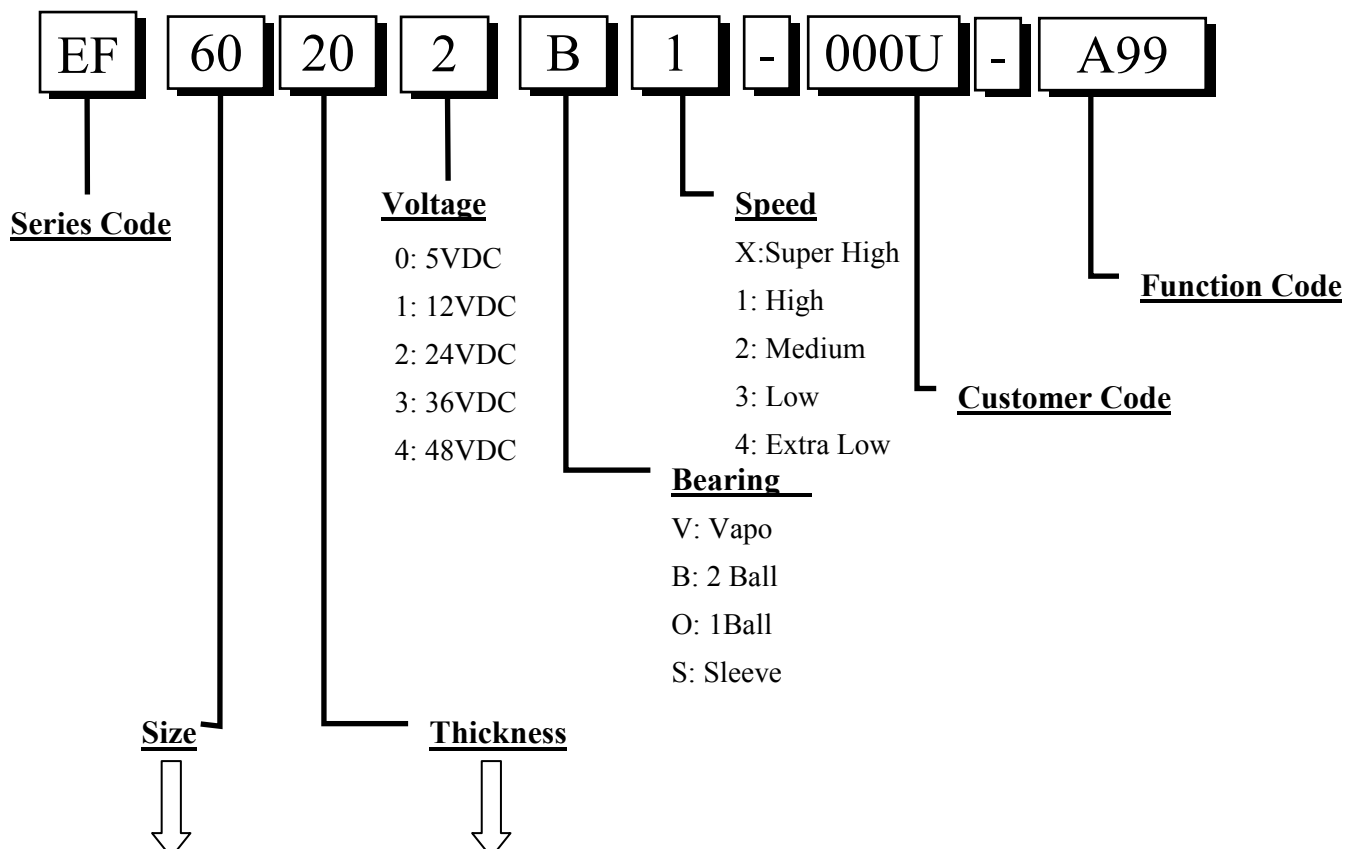 EF 60 20 2 B 1 - 000U - A99
Series Code
Voltage
0: 5VDC
1: 12VDC
2: 24VDC
3: 36VDC
4: 48VDC
Speed
X:Super High
1: High
2: Medium
3: Low
4: Extra Low
Function Code
Customer Code
Bearing
V: Vapo
B: 2 Ball
O: 1Ball
S: Sleeve
Size
Thickness